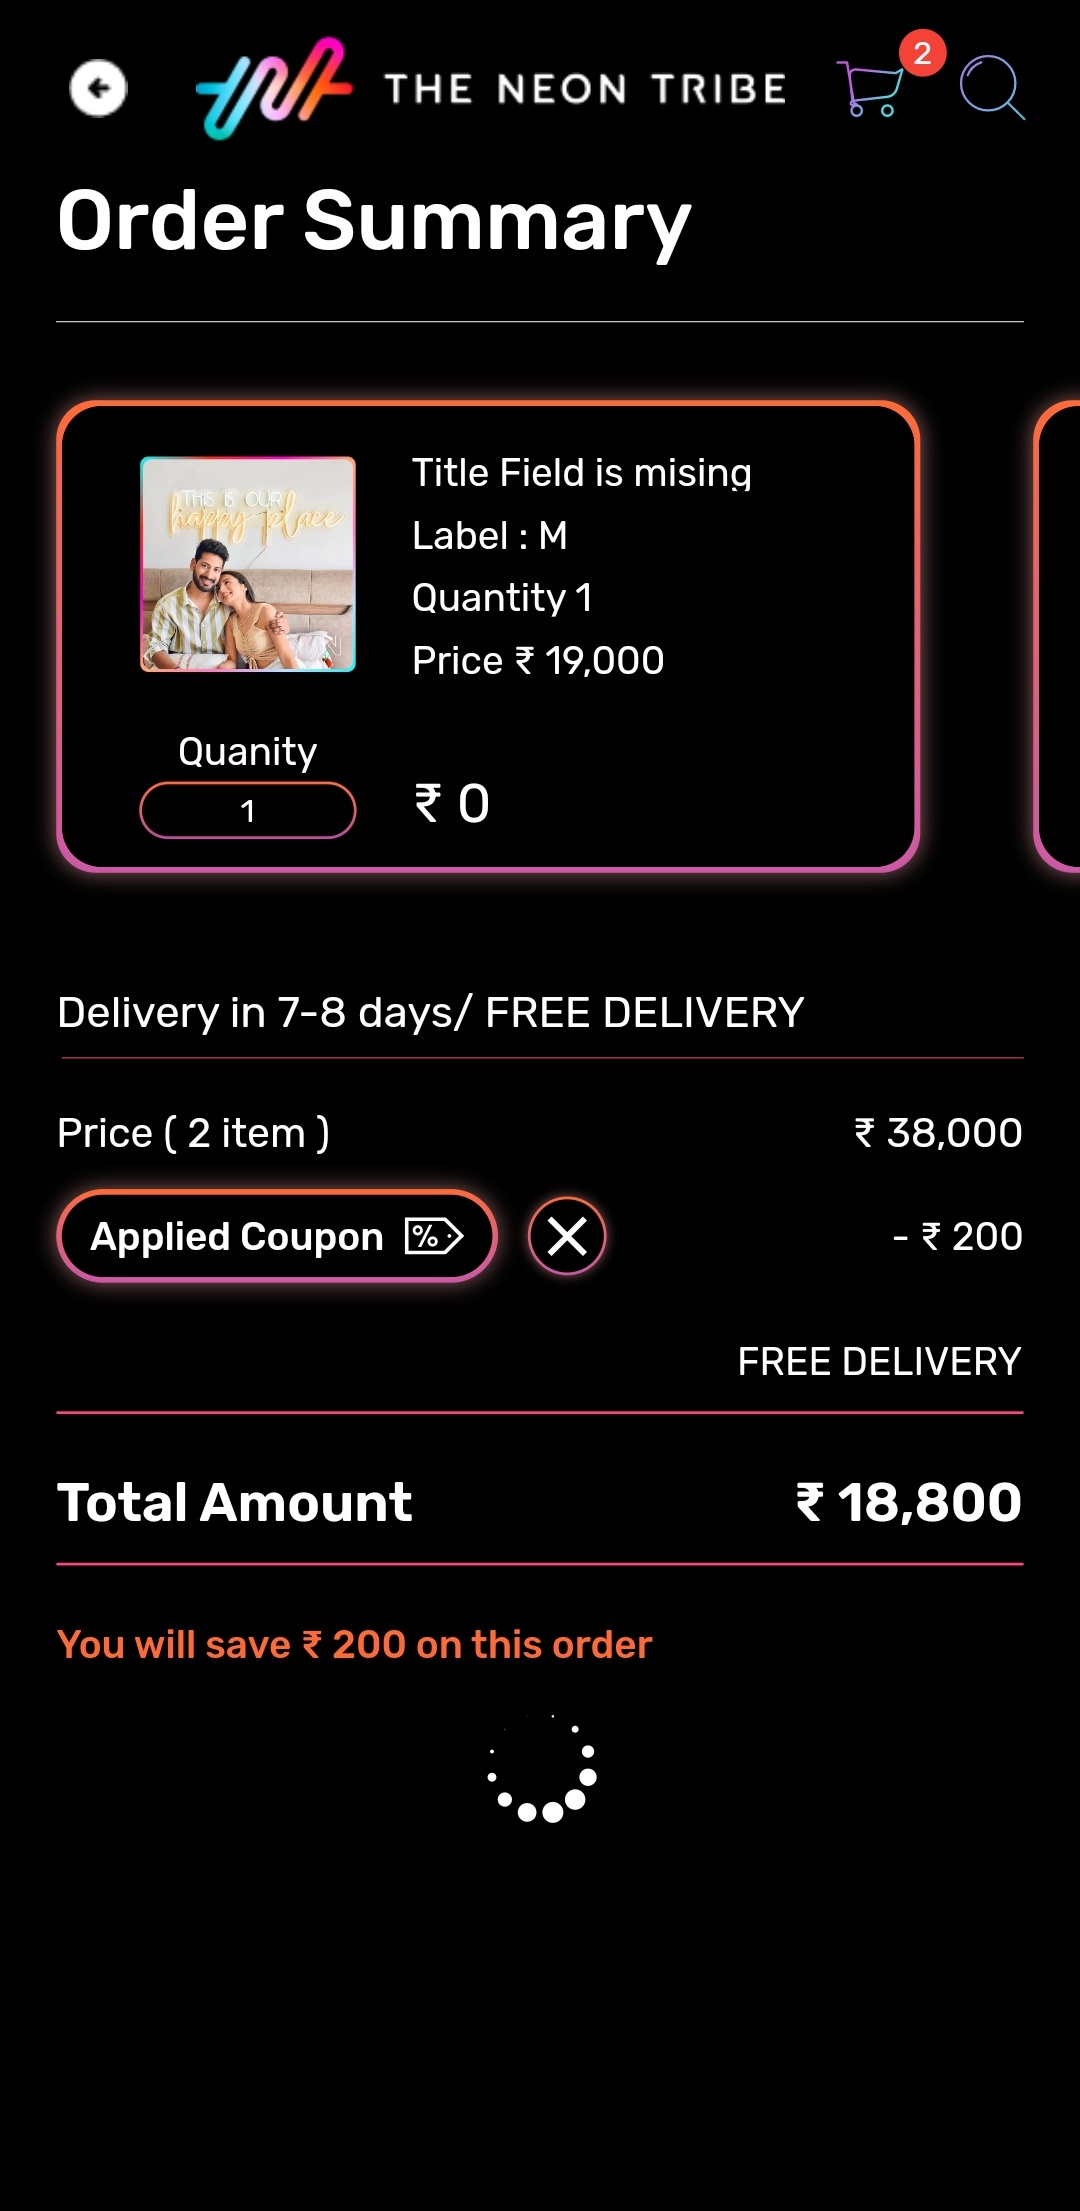 THE NEON TRIBE
2
Order Summary
THIS IS OUR
happy place
Title Field is mising
Label : M
Quantity 1
Price ₹ 19,000
Quanity
1
₹ 0
Delivery in 7-8 days/ FREE DELIVERY
Price ( 2 item )
₹ 38,000
Applied Coupon %
- ₹ 200
FREE DELIVERY
Total Amount
₹ 18,800
You will save ₹ 200 on this order